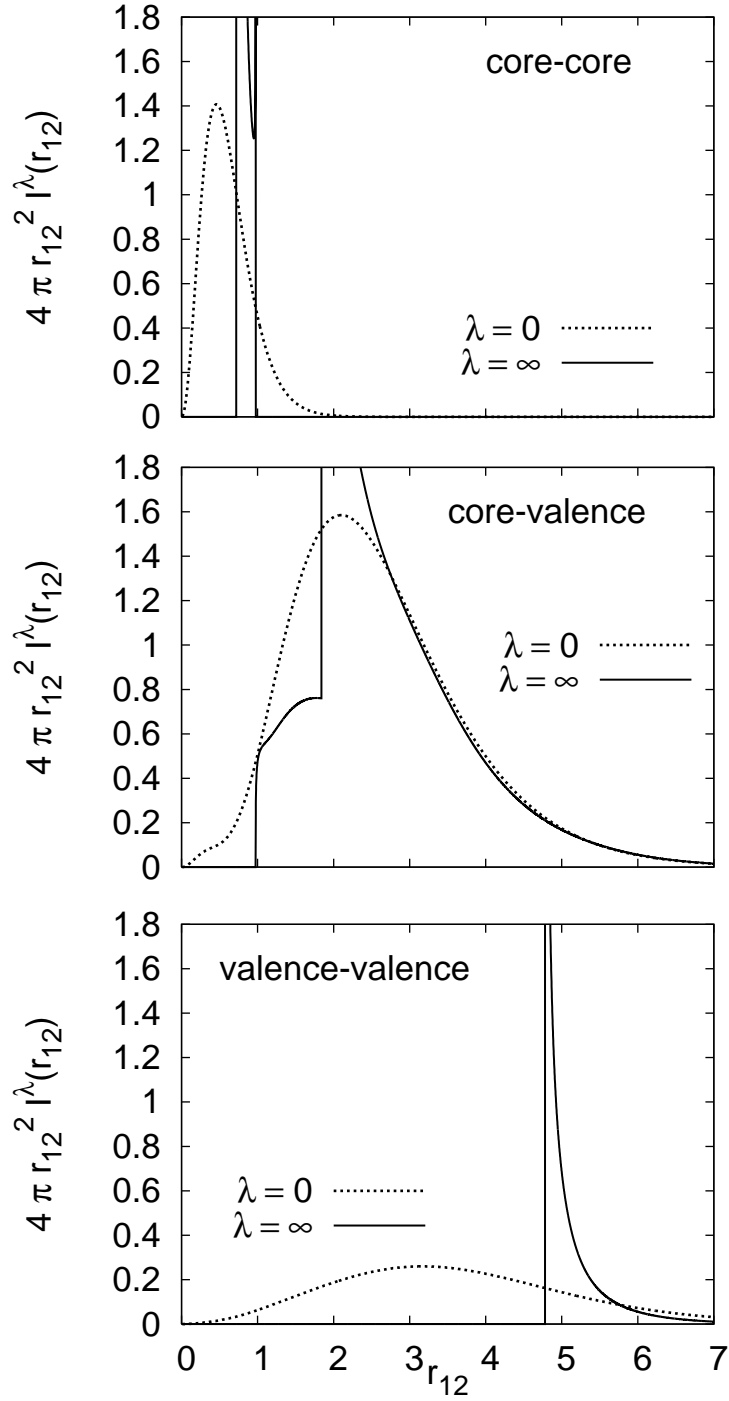 1.8
1.6
1.4
1.2
1
0.8
0.6
0.4
0.2
0
4 π r₁₂² I^λ(r₁₂)
core-core
λ = 0
λ = ∞
1.8
1.6
1.4
1.2
1
0.8
0.6
0.4
0.2
0
4 π r₁₂² I^λ(r₁₂)
core-valence
λ = 0
λ = ∞
1.8
1.6
1.4
1.2
1
0.8
0.6
0.4
0.2
0
4 π r₁₂² I^λ(r₁₂)
valence-valence
λ = 0
λ = ∞
0 1 2 3 4 5 6 7
r₁₂